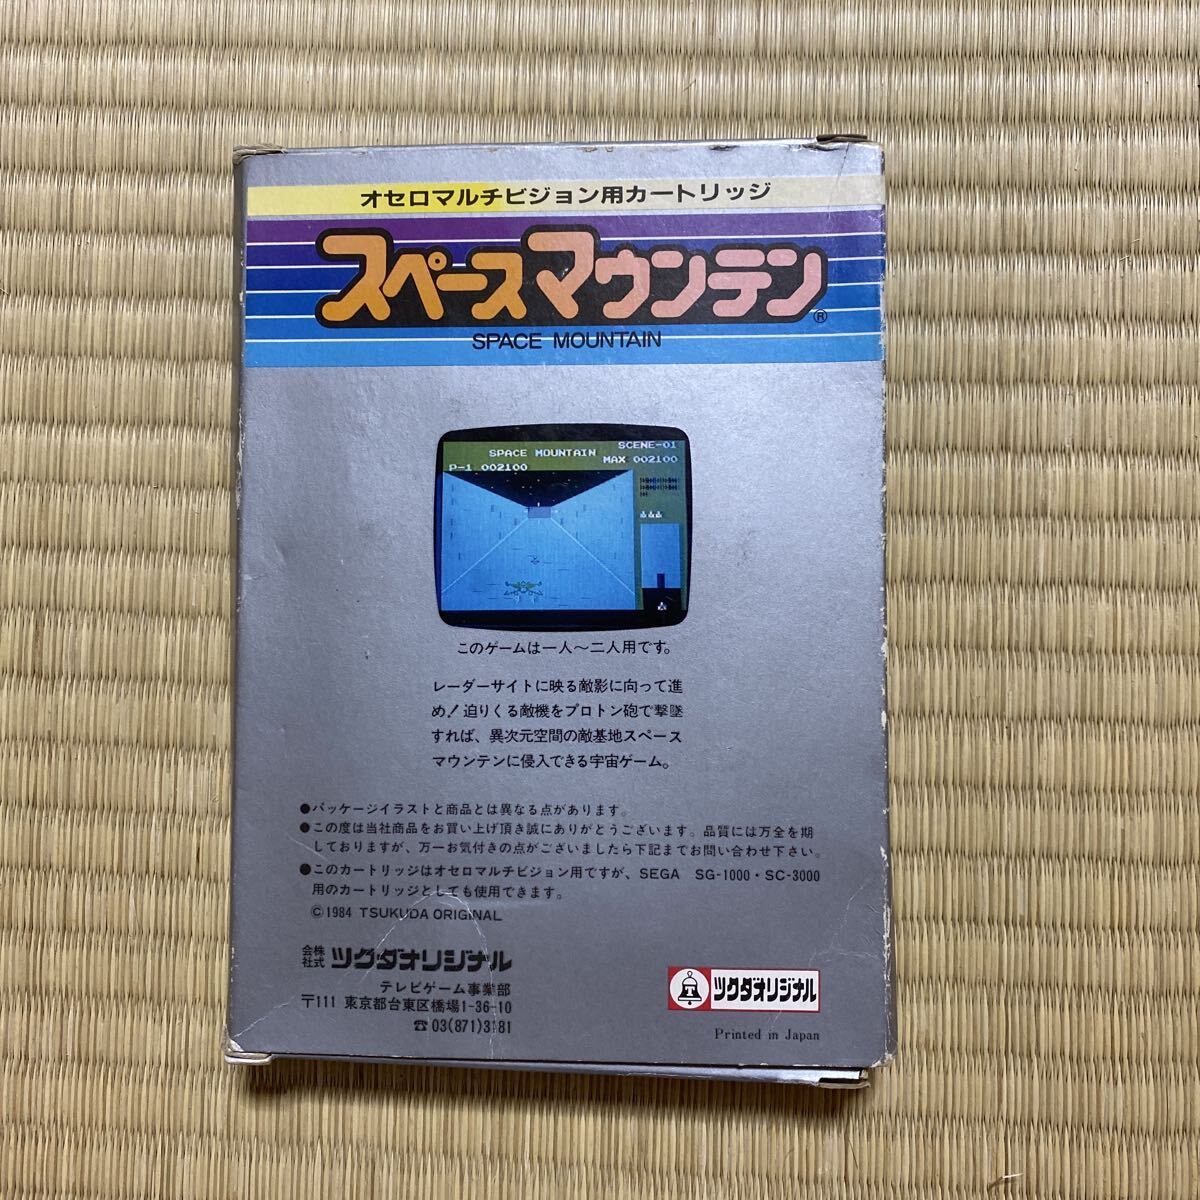 オセロマルチビジョン用カートリッジ
スペースマウンテン®
SPACE MOUNTAIN
SCENE-01
SPACE MOUNTAIN
MAX 002100
P-1 002100
このゲームは一人～二人用です。
レーダーサイトに映る敵影に向って進
め!迫りくる敵機をプロトン砲で撃墜
すれば、異次元空間の敵基地スペース
マウンテンに侵入できる宇宙ゲーム。
●パッケージイラストと商品とは異なる点があります。
●この度は当社商品をお買い上げ頂き誠にありがとうございます。品質には万全を期
しておりますが、万一お気付きの点がございましたら下記までお問い合わせ下さい。
●このカートリッジはオセロマルチビジョン用ですが、SEGA SG-1000・SC-3000
用のカートリッジとしても使用できます。
©1984 TSUKUDA ORIGINAL
株式会社 ツクダオリジナル
テレビゲーム事業部
〒111 東京都台東区橋場1-36-10
☎03(871)3181
T ツクダオリジナル
Printed in Japan